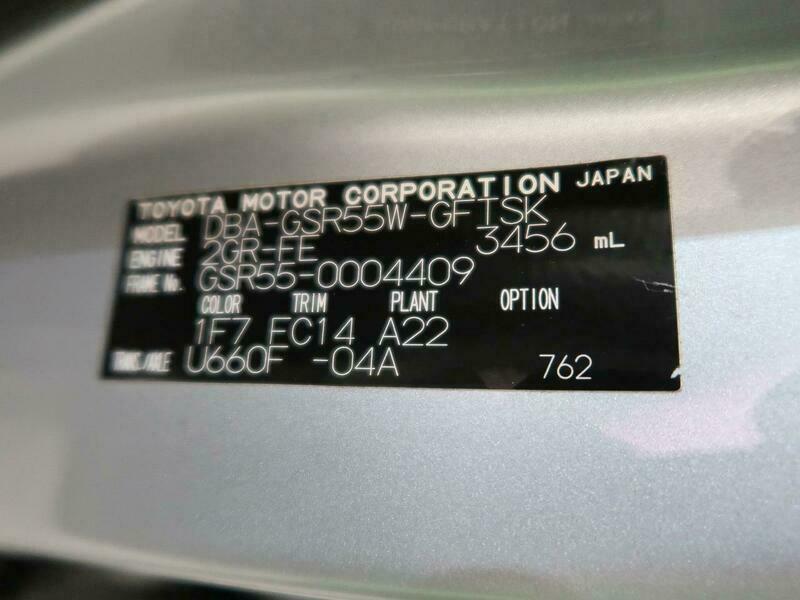 TOYOTA MOTOR CORPORATION JAPAN
MODEL DBA-GSR55W-GFTSK
ENGINE 2GR-FE 3456 mL
FRAME No. GSR55-0004409
COLOR TRIM PLANT OPTION
1F7 FC14 A22
TRANS/AXLE U660F -04A 762